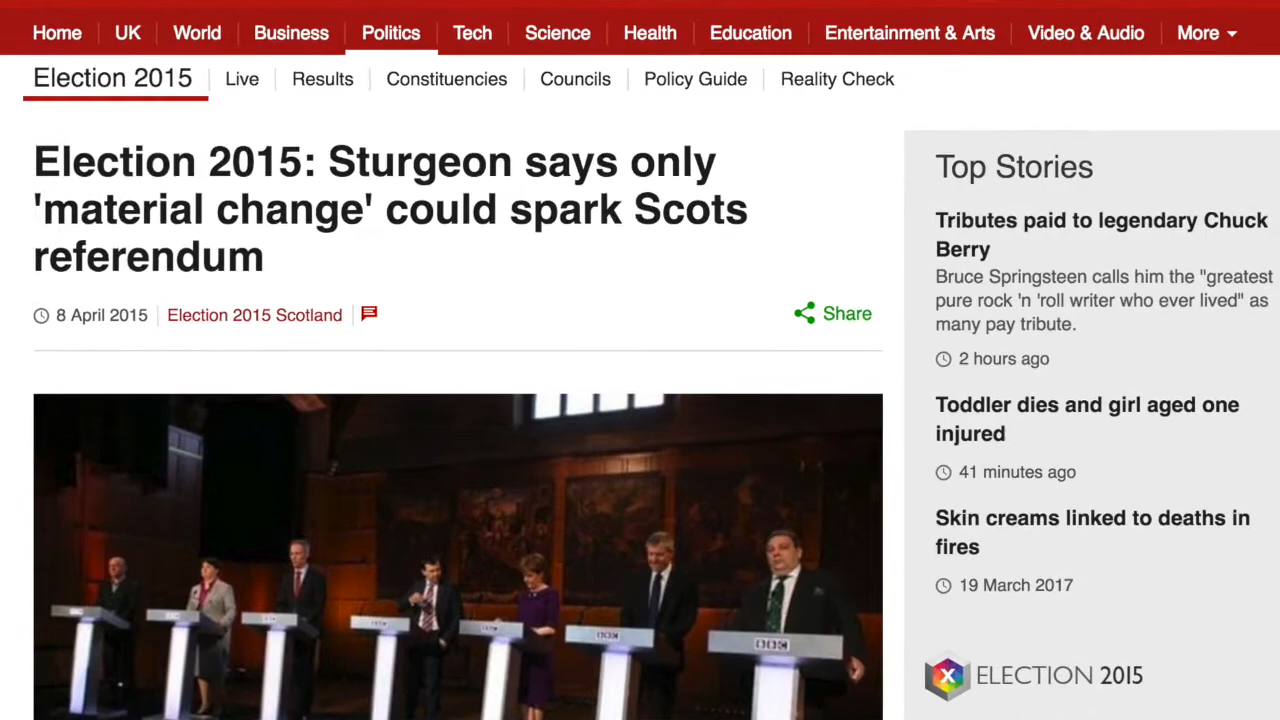 Home UK World Business Politics Tech Science Health Education Entertainment & Arts Video & Audio More
Election 2015 Live Results Constituencies Councils Policy Guide Reality Check
Election 2015: Sturgeon says only
'material change' could spark Scots
referendum
8 April 2015 Election 2015 Scotland
Share
BBC
BBC
Top Stories
Tributes paid to legendary Chuck
Berry
Bruce Springsteen calls him the "greatest
pure rock 'n 'roll writer who ever lived" as
many pay tribute.
2 hours ago
Toddler dies and girl aged one
injured
41 minutes ago
Skin creams linked to deaths in
fires
19 March 2017
X ELECTION 2015